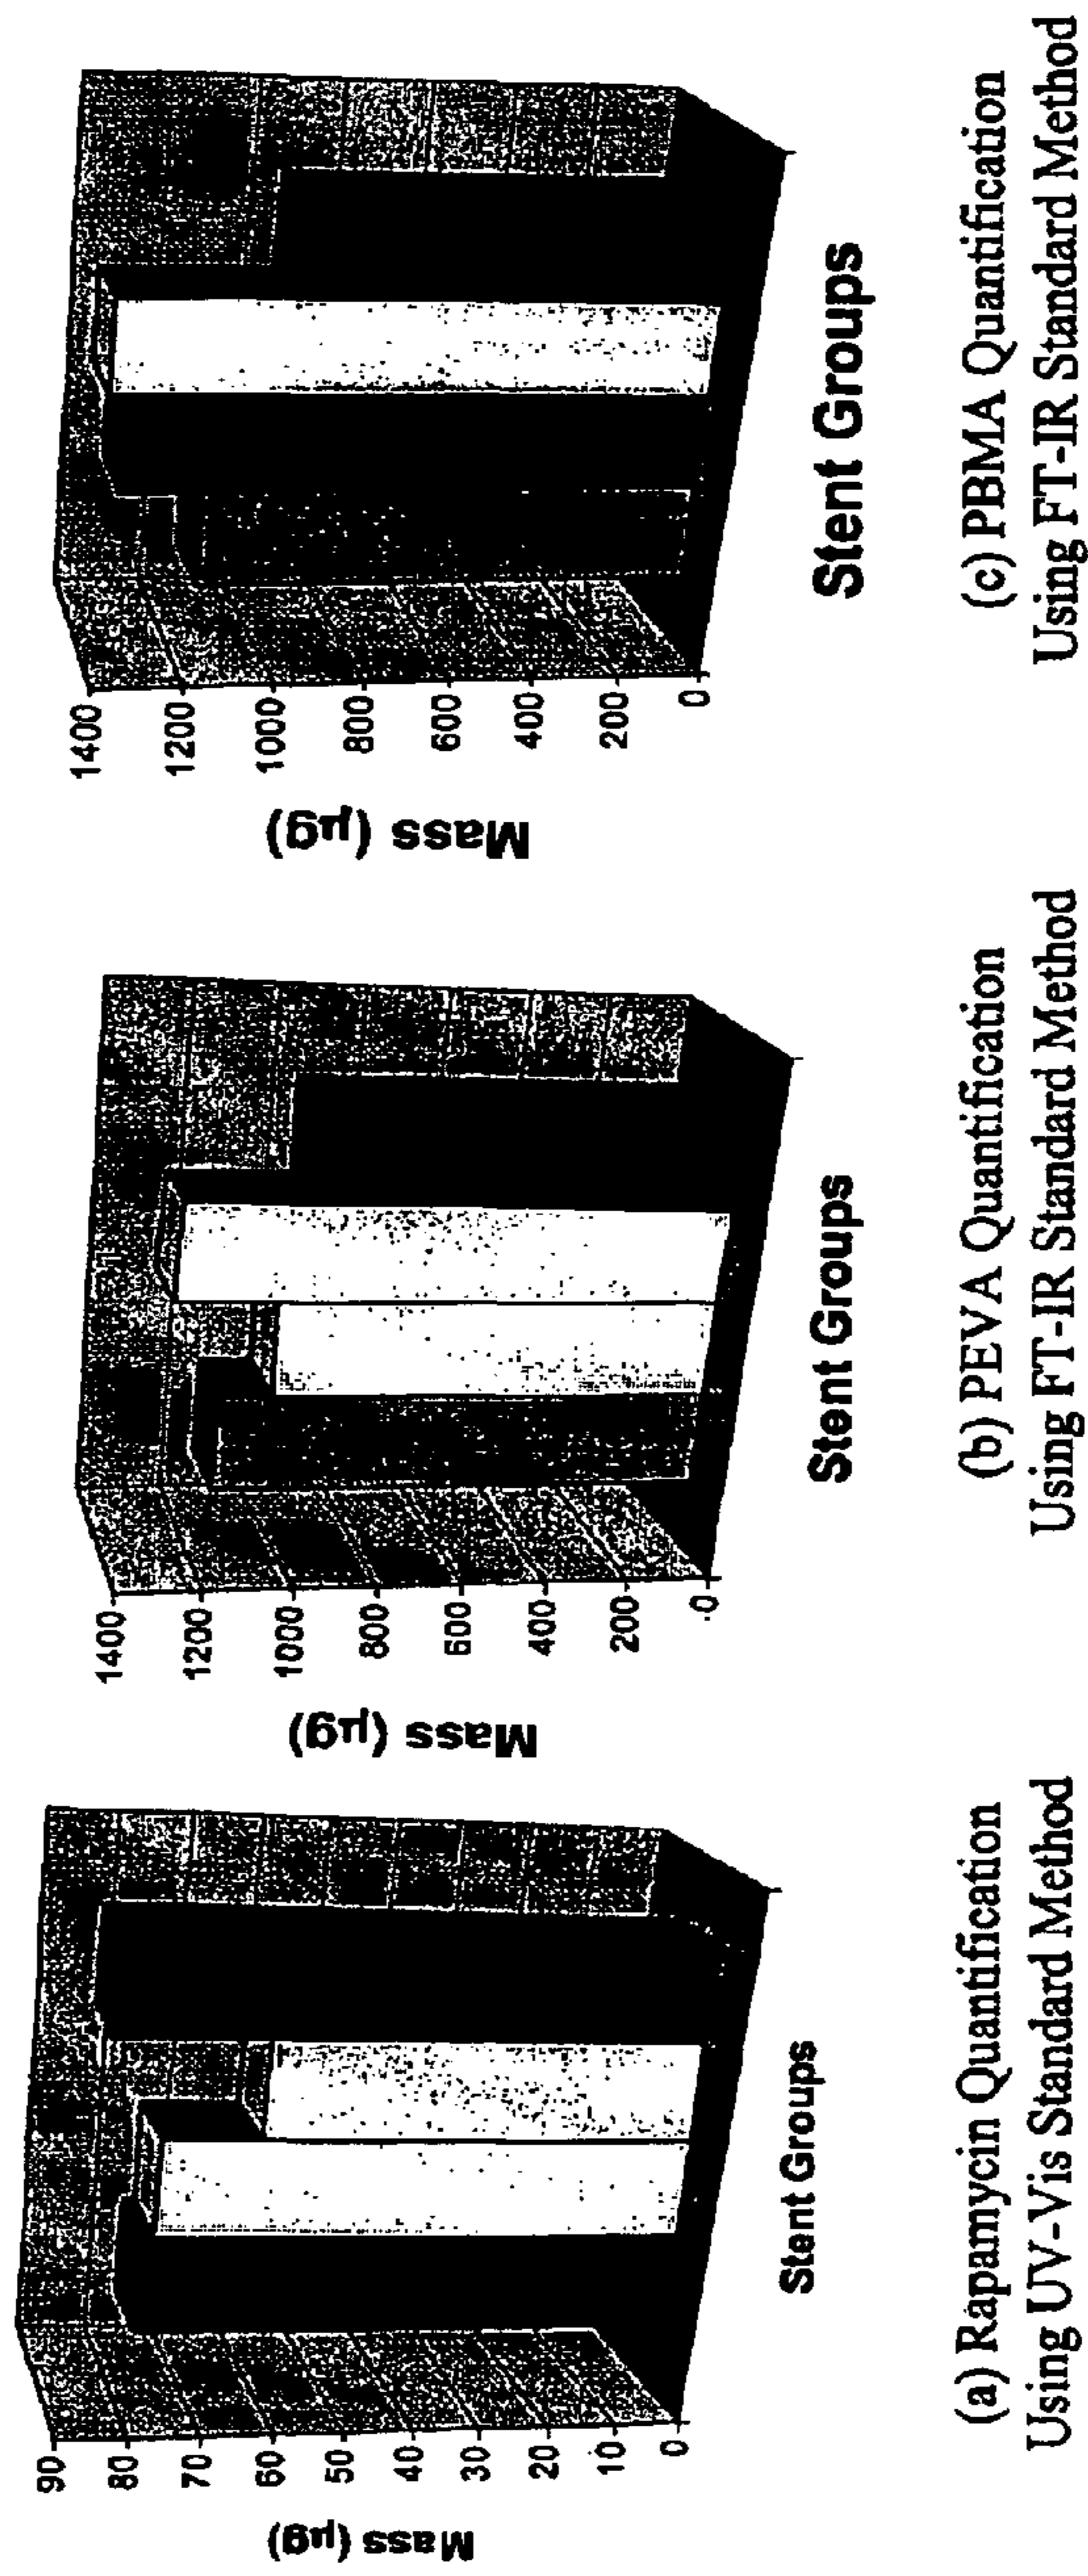 Mass (µg)
90
80
70
60
50
40
30
20
10
0
Stent Groups
(a) Rapamycin Quantification
Using UV-Vis Standard Method
Mass (µg)
1400
1200
1000
800
600
400
200
0
Stent Groups
(b) PEVA Quantification
Using FT-IR Standard Method
Mass (µg)
1400
1200
1000
800
600
400
200
0
Stent Groups
(c) PBMA Quantification
Using FT-IR Standard Method